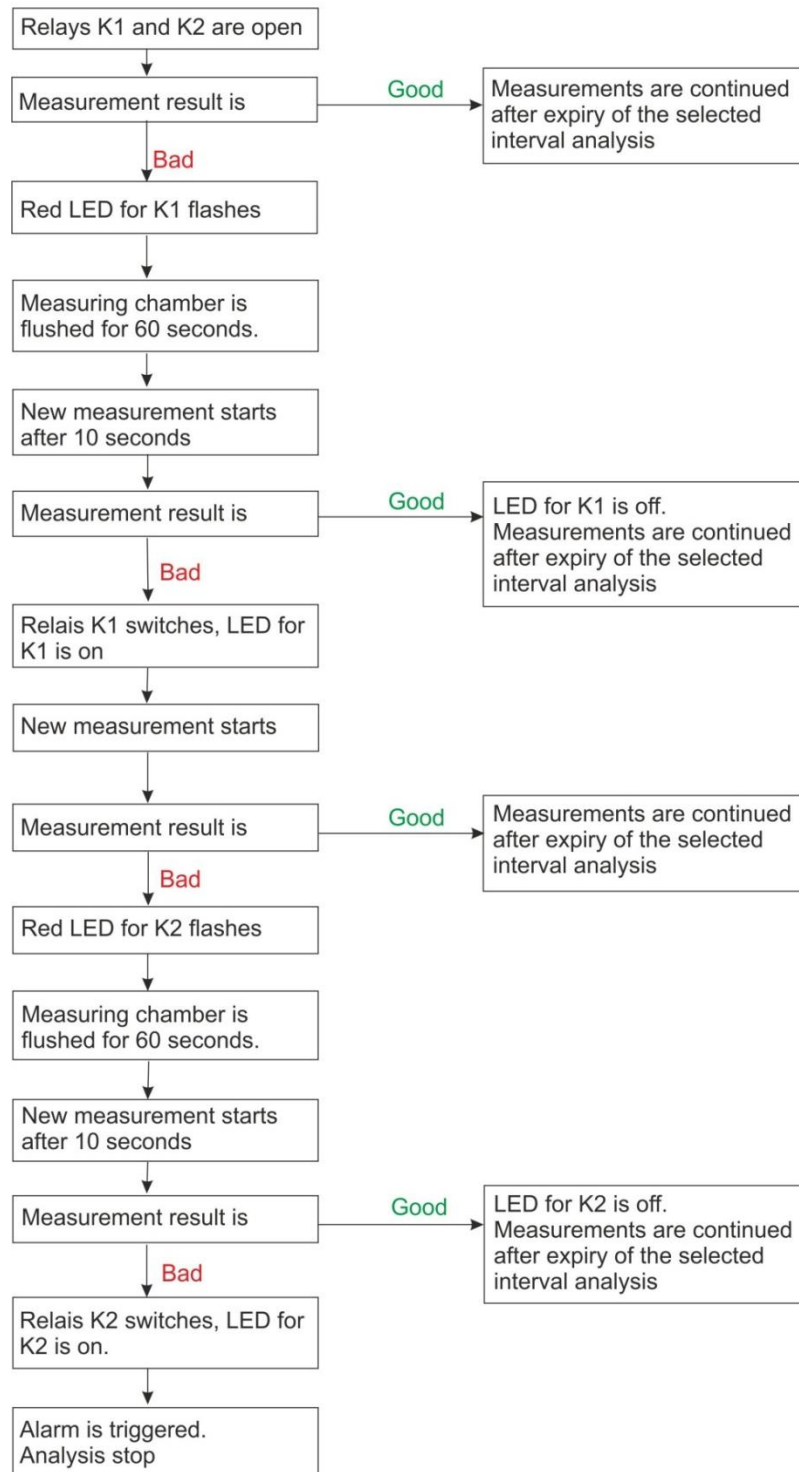 Relays K1 and K2 are open
Measurement result is
Good
Measurements are continued
after expiry of the selected
interval analysis
Bad
Red LED for K1 flashes
Measuring chamber is
flushed for 60 seconds.
New measurement starts
after 10 seconds
Measurement result is
Good
LED for K1 is off.
Measurements are continued
after expiry of the selected
interval analysis
Bad
Relais K1 switches, LED for
K1 is on
New measurement starts
Measurement result is
Good
Measurements are continued
after expiry of the selected
interval analysis
Bad
Red LED for K2 flashes
Measuring chamber is
flushed for 60 seconds.
New measurement starts
after 10 seconds
Measurement result is
Good
LED for K2 is off.
Measurements are continued
after expiry of the selected
interval analysis
Bad
Relais K2 switches, LED for
K2 is on.
Alarm is triggered.
Analysis stop